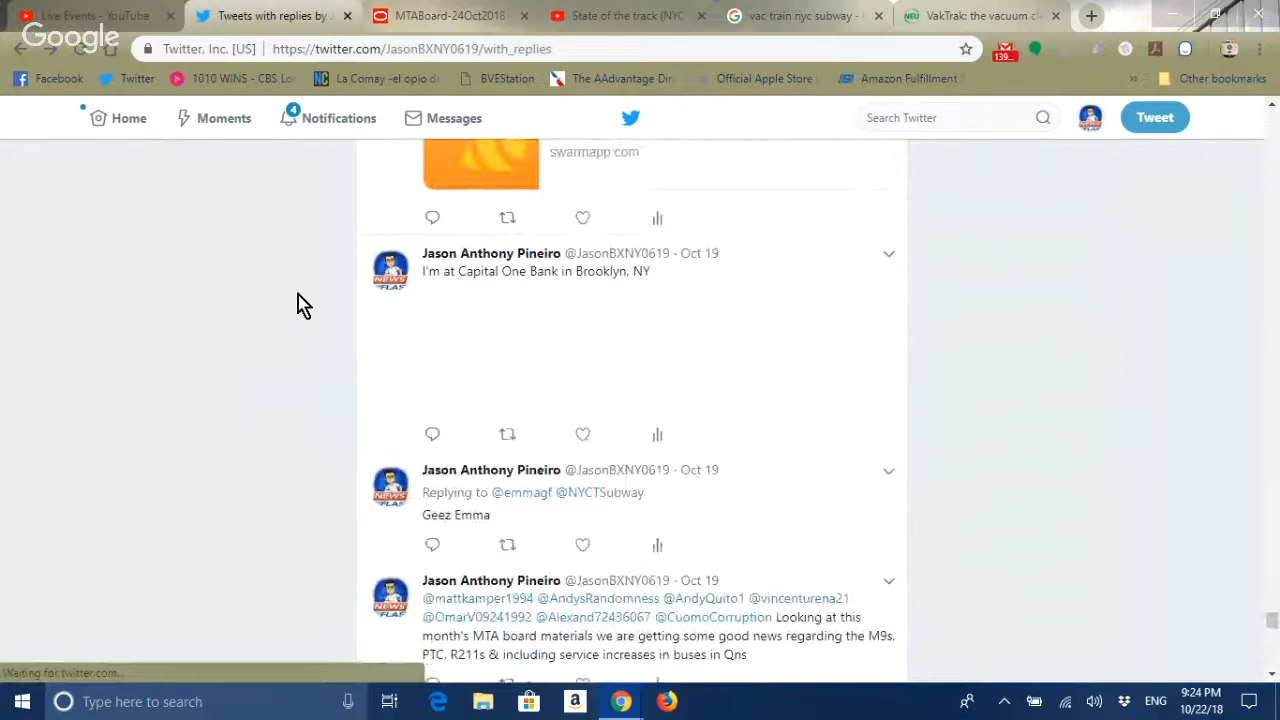 Live Events - YouTube
Tweets with replies by J
MTABoard-24Oct2018
State of the track (NYC
vac train nyc subway - G
VakTrak: the vacuum cle
Google
Twitter, Inc. [US]
https://twitter.com/JasonBXNY0619/with_replies
139...
Facebook
Twitter
1010 WINS - CBS Lo
La Comay -el opio de
BVEStation
The AAdvantage Dir
Official Apple Store
Amazon Fulfillment
»
Other bookmarks
Home
Moments
4
Notifications
Messages
Search Twitter
Tweet
swarmapp.com
Jason Anthony Pineiro @JasonBXNY0619 · Oct 19
I'm at Capital One Bank in Brooklyn, NY
Jason Anthony Pineiro @JasonBXNY0619 · Oct 19
Replying to @emmagf @NYCTSubway
Geez Emma
Jason Anthony Pineiro @JasonBXNY0619 · Oct 19
@mattkamper1994 @AndysRandomness @AndyQuito1 @vincenturena21
@OmarV09241992 @Alexand72436067 @CuomoCorruption Looking at this
month's MTA board materials we are getting some good news regarding the M9s,
PTC, R211s & including service increases in buses in Qns
Waiting for twitter.com...
Type here to search
ENG
9:24 PM
10/22/18